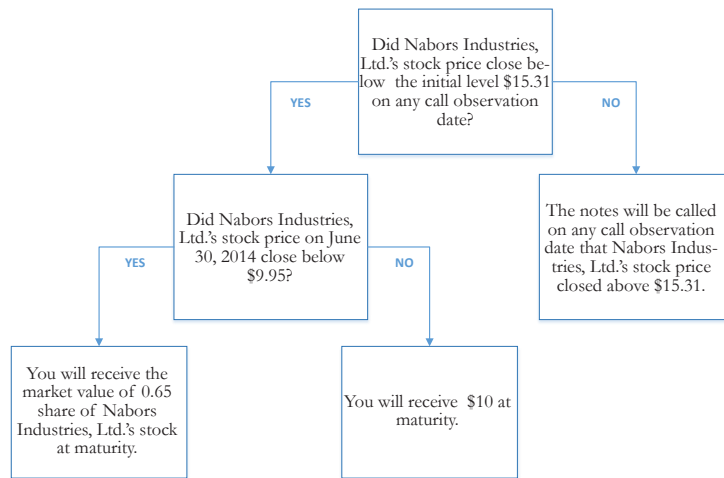 Did Nabors Industries,
Ltd.'s stock price close be-
low the initial level $15.31
on any call observation
date?
YES
NO
Did Nabors Industries,
Ltd.'s stock price on June
30, 2014 close below
$9.95?
The notes will be called
on any call observation
date that Nabors Indus-
tries, Ltd.'s stock price
closed above $15.31.
YES
NO
You will receive the
market value of 0.65
share of Nabors
Industries, Ltd.'s stock
at maturity.
You will receive $10 at
maturity.